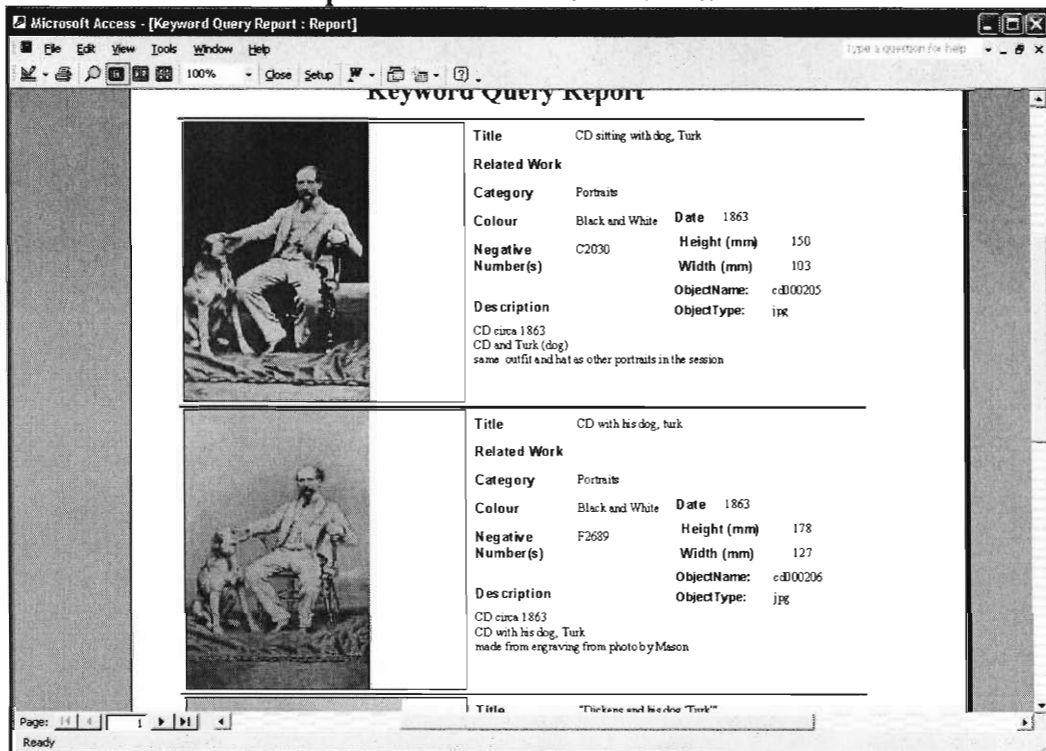 Microsoft Access - [Keyword Query Report : Report]
File Edit View Tools Window Help Type a question for help
100% Close Setup
Keyword Query Report
Title CD sitting with dog, Turk
Related Work
Category Portraits
Colour Black and White Date 1863
Negative Number(s) C2030 Height (mm) 150
Width (mm) 103
ObjectName: cd000205
Description ObjectType: jpg
CD circa 1863
CD and Turk (dog)
same outfit and hat as other portraits in the session
Title CD with his dog, turk
Related Work
Category Portraits
Colour Black and White Date 1863
Negative Number(s) F2689 Height (mm) 178
Width (mm) 127
ObjectName: cd000206
Description ObjectType: jpg
CD circa 1863
CD with his dog, Turk
made from engraving from photo by Mason
Title "Dickens and his dog 'Turk'"
Page: 1
Ready